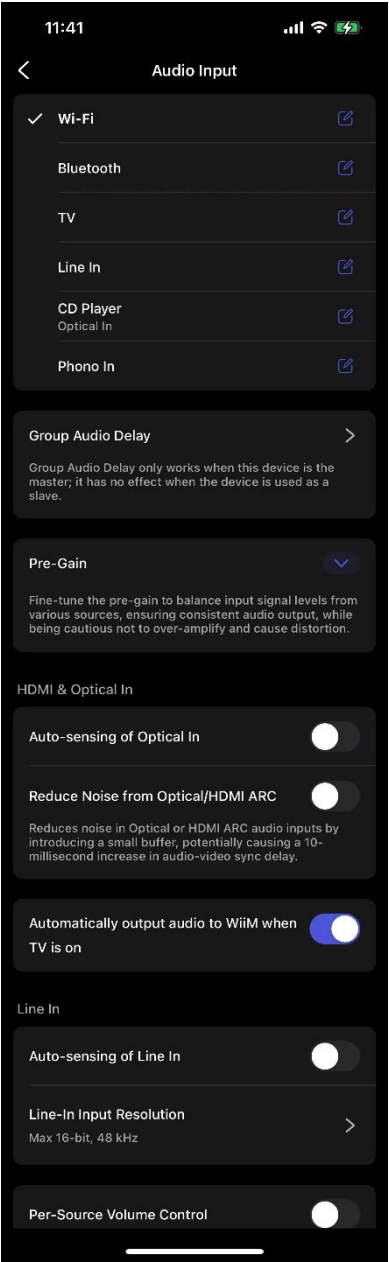 11:41
Audio Input
Wi-Fi
Bluetooth
TV
Line In
CD Player
Optical In
Phono In
Group Audio Delay
Group Audio Delay only works when this device is the
master; it has no effect when the device is used as a
slave.
Pre-Gain
Fine-tune the pre-gain to balance input signal levels from
various sources, ensuring consistent audio output, while
being cautious not to over-amplify and cause distortion.
HDMI & Optical In
Auto-sensing of Optical In
Reduce Noise from Optical/HDMI ARC
Reduces noise in Optical or HDMI ARC audio inputs by
introducing a small buffer, potentially causing a 10-
millisecond increase in audio-video sync delay.
Automatically output audio to WiiM when
TV is on
Line In
Auto-sensing of Line In
Line-In Input Resolution
Max 16-bit, 48 kHz
Per-Source Volume Control